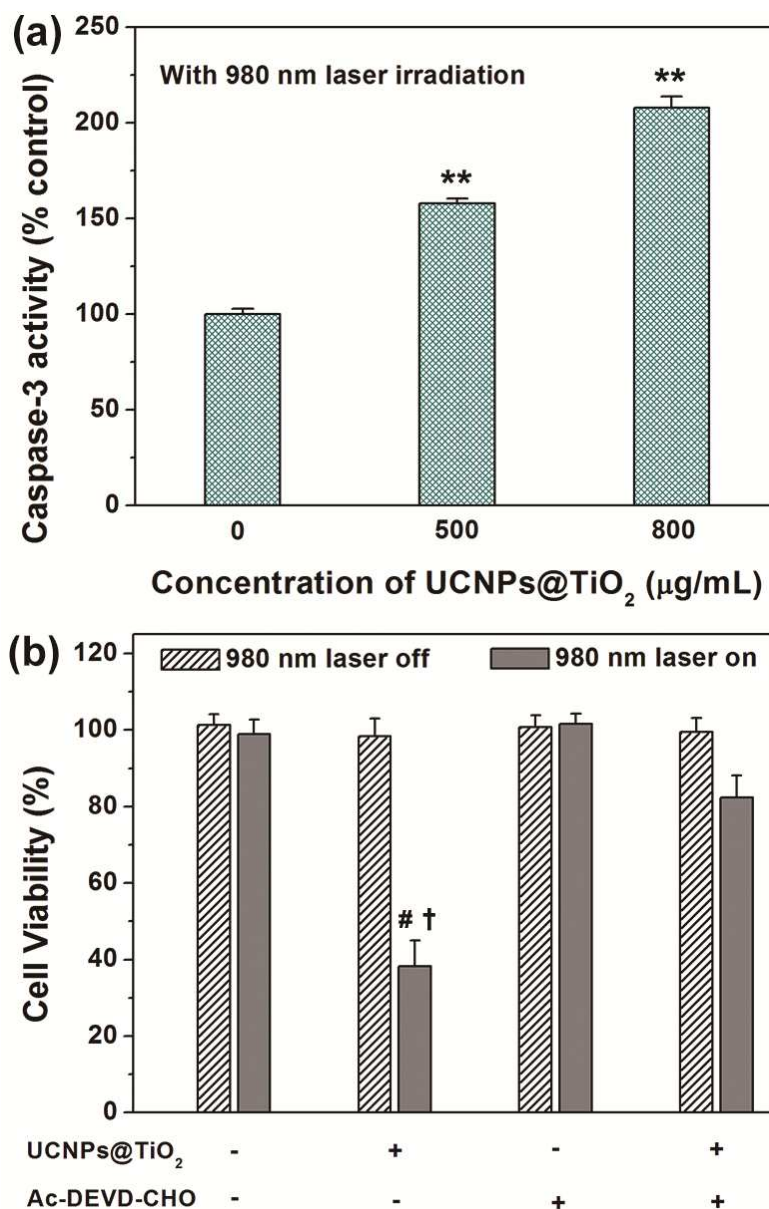 (a)
250
200
150
100
50
0
Caspase-3 activity (% control)
With 980 nm laser irradiation
**
**
0 500 800
Concentration of UCNPs@TiO₂ (μg/mL)
(b)
120
100
80
60
40
20
0
Cell Viability (%)
980 nm laser off 980 nm laser on
# †
UCNPs@TiO₂ - + - +
Ac-DEVD-CHO - - + +